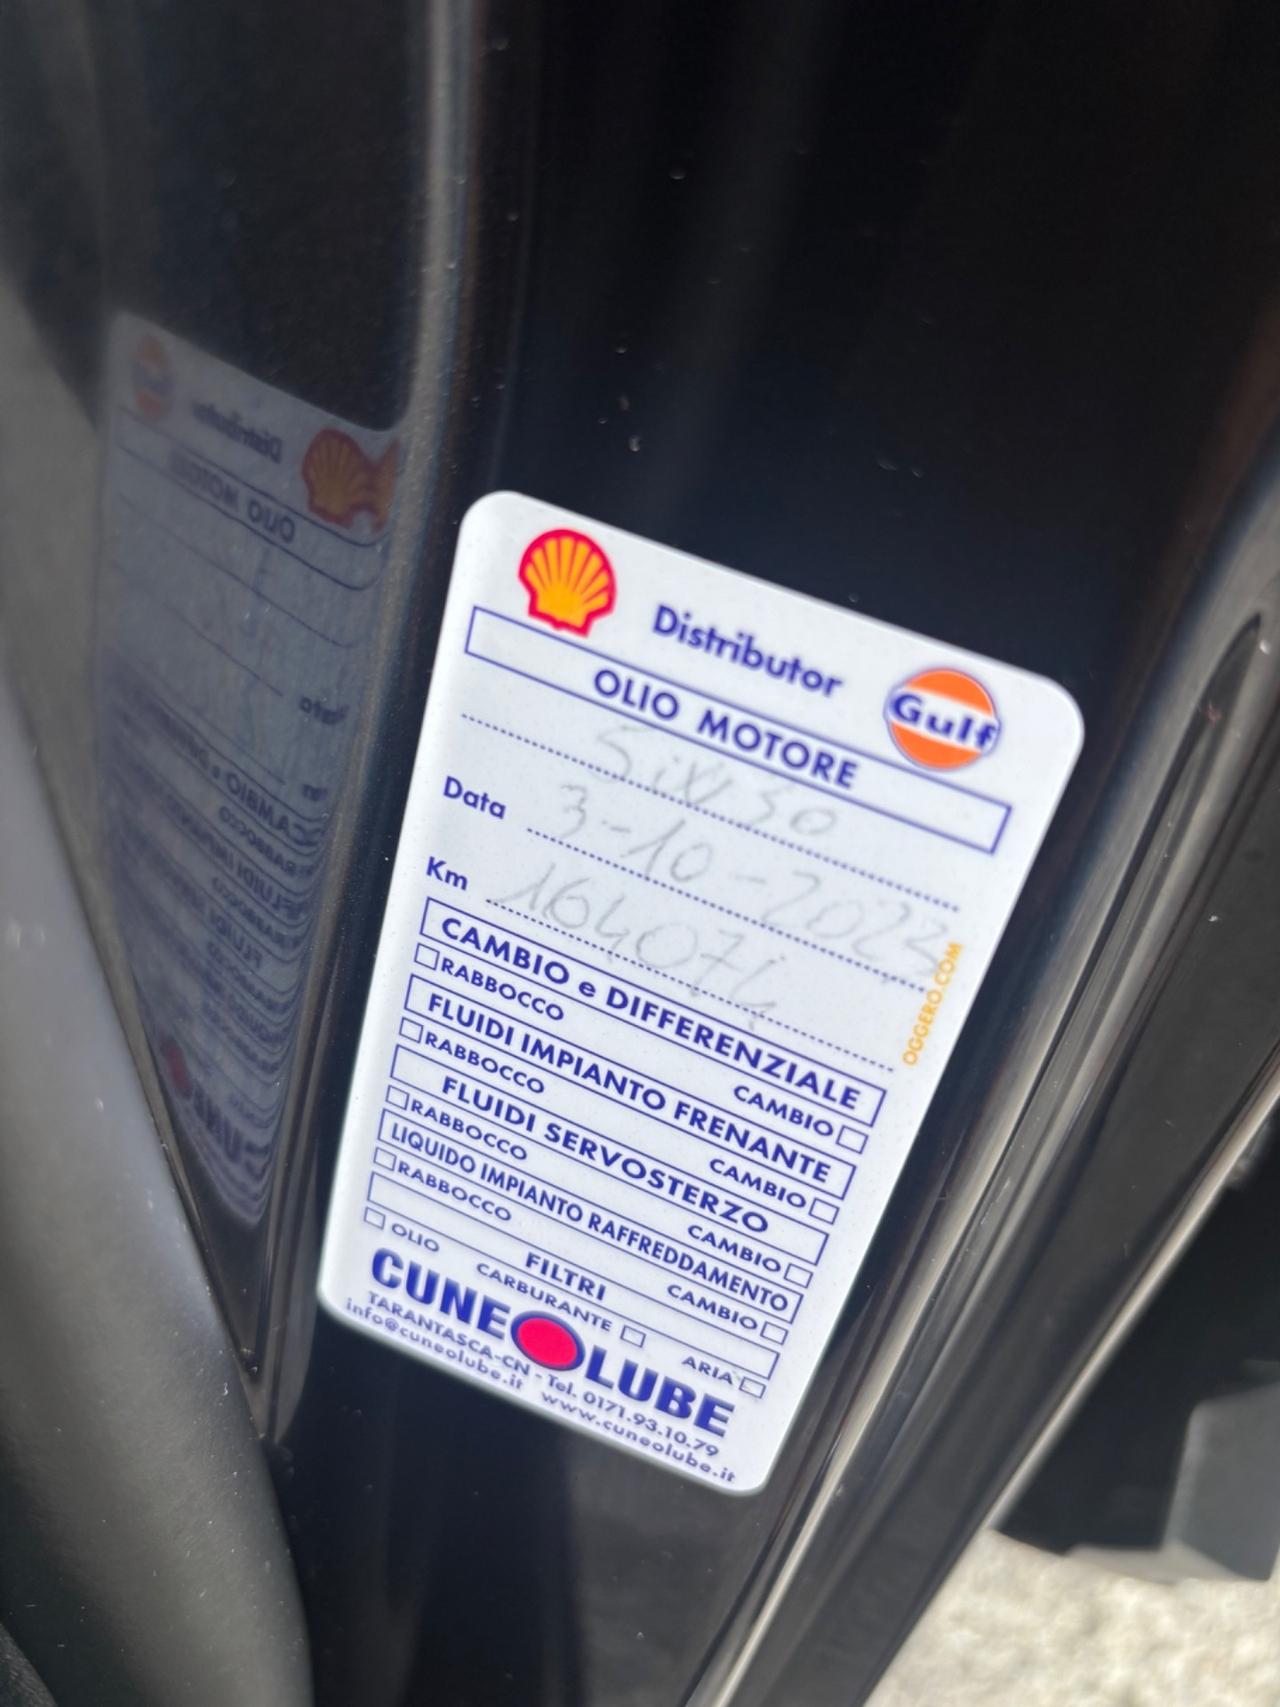 Distributor
Gulf
OLIO MOTORE
5W30
Data 3-10-2023
Km 164074
OGGERO.COM
CAMBIO e DIFFERENZIALE
RABBOCCO CAMBIO
FLUIDI IMPIANTO FRENANTE
RABBOCCO CAMBIO
FLUIDI SERVOSTERZO
RABBOCCO CAMBIO
LIQUIDO IMPIANTO RAFFREDDAMENTO
RABBOCCO CAMBIO
FILTRI
OLIO CARBURANTE ARIA
CUNEOLUBE
TARANTASCA-CN - Tel. 0171.93.10.79
info@cuneolube.it www.cuneolube.it